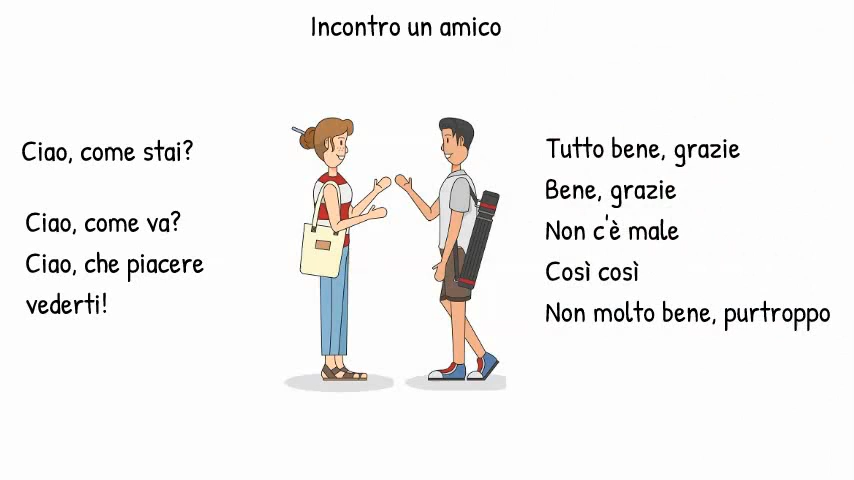 Incontro un amico
Ciao, come stai?
Ciao, come va?
Ciao, che piacere
vederti!
Tutto bene, grazie
Bene, grazie
Non c'è male
Così così
Non molto bene, purtroppo